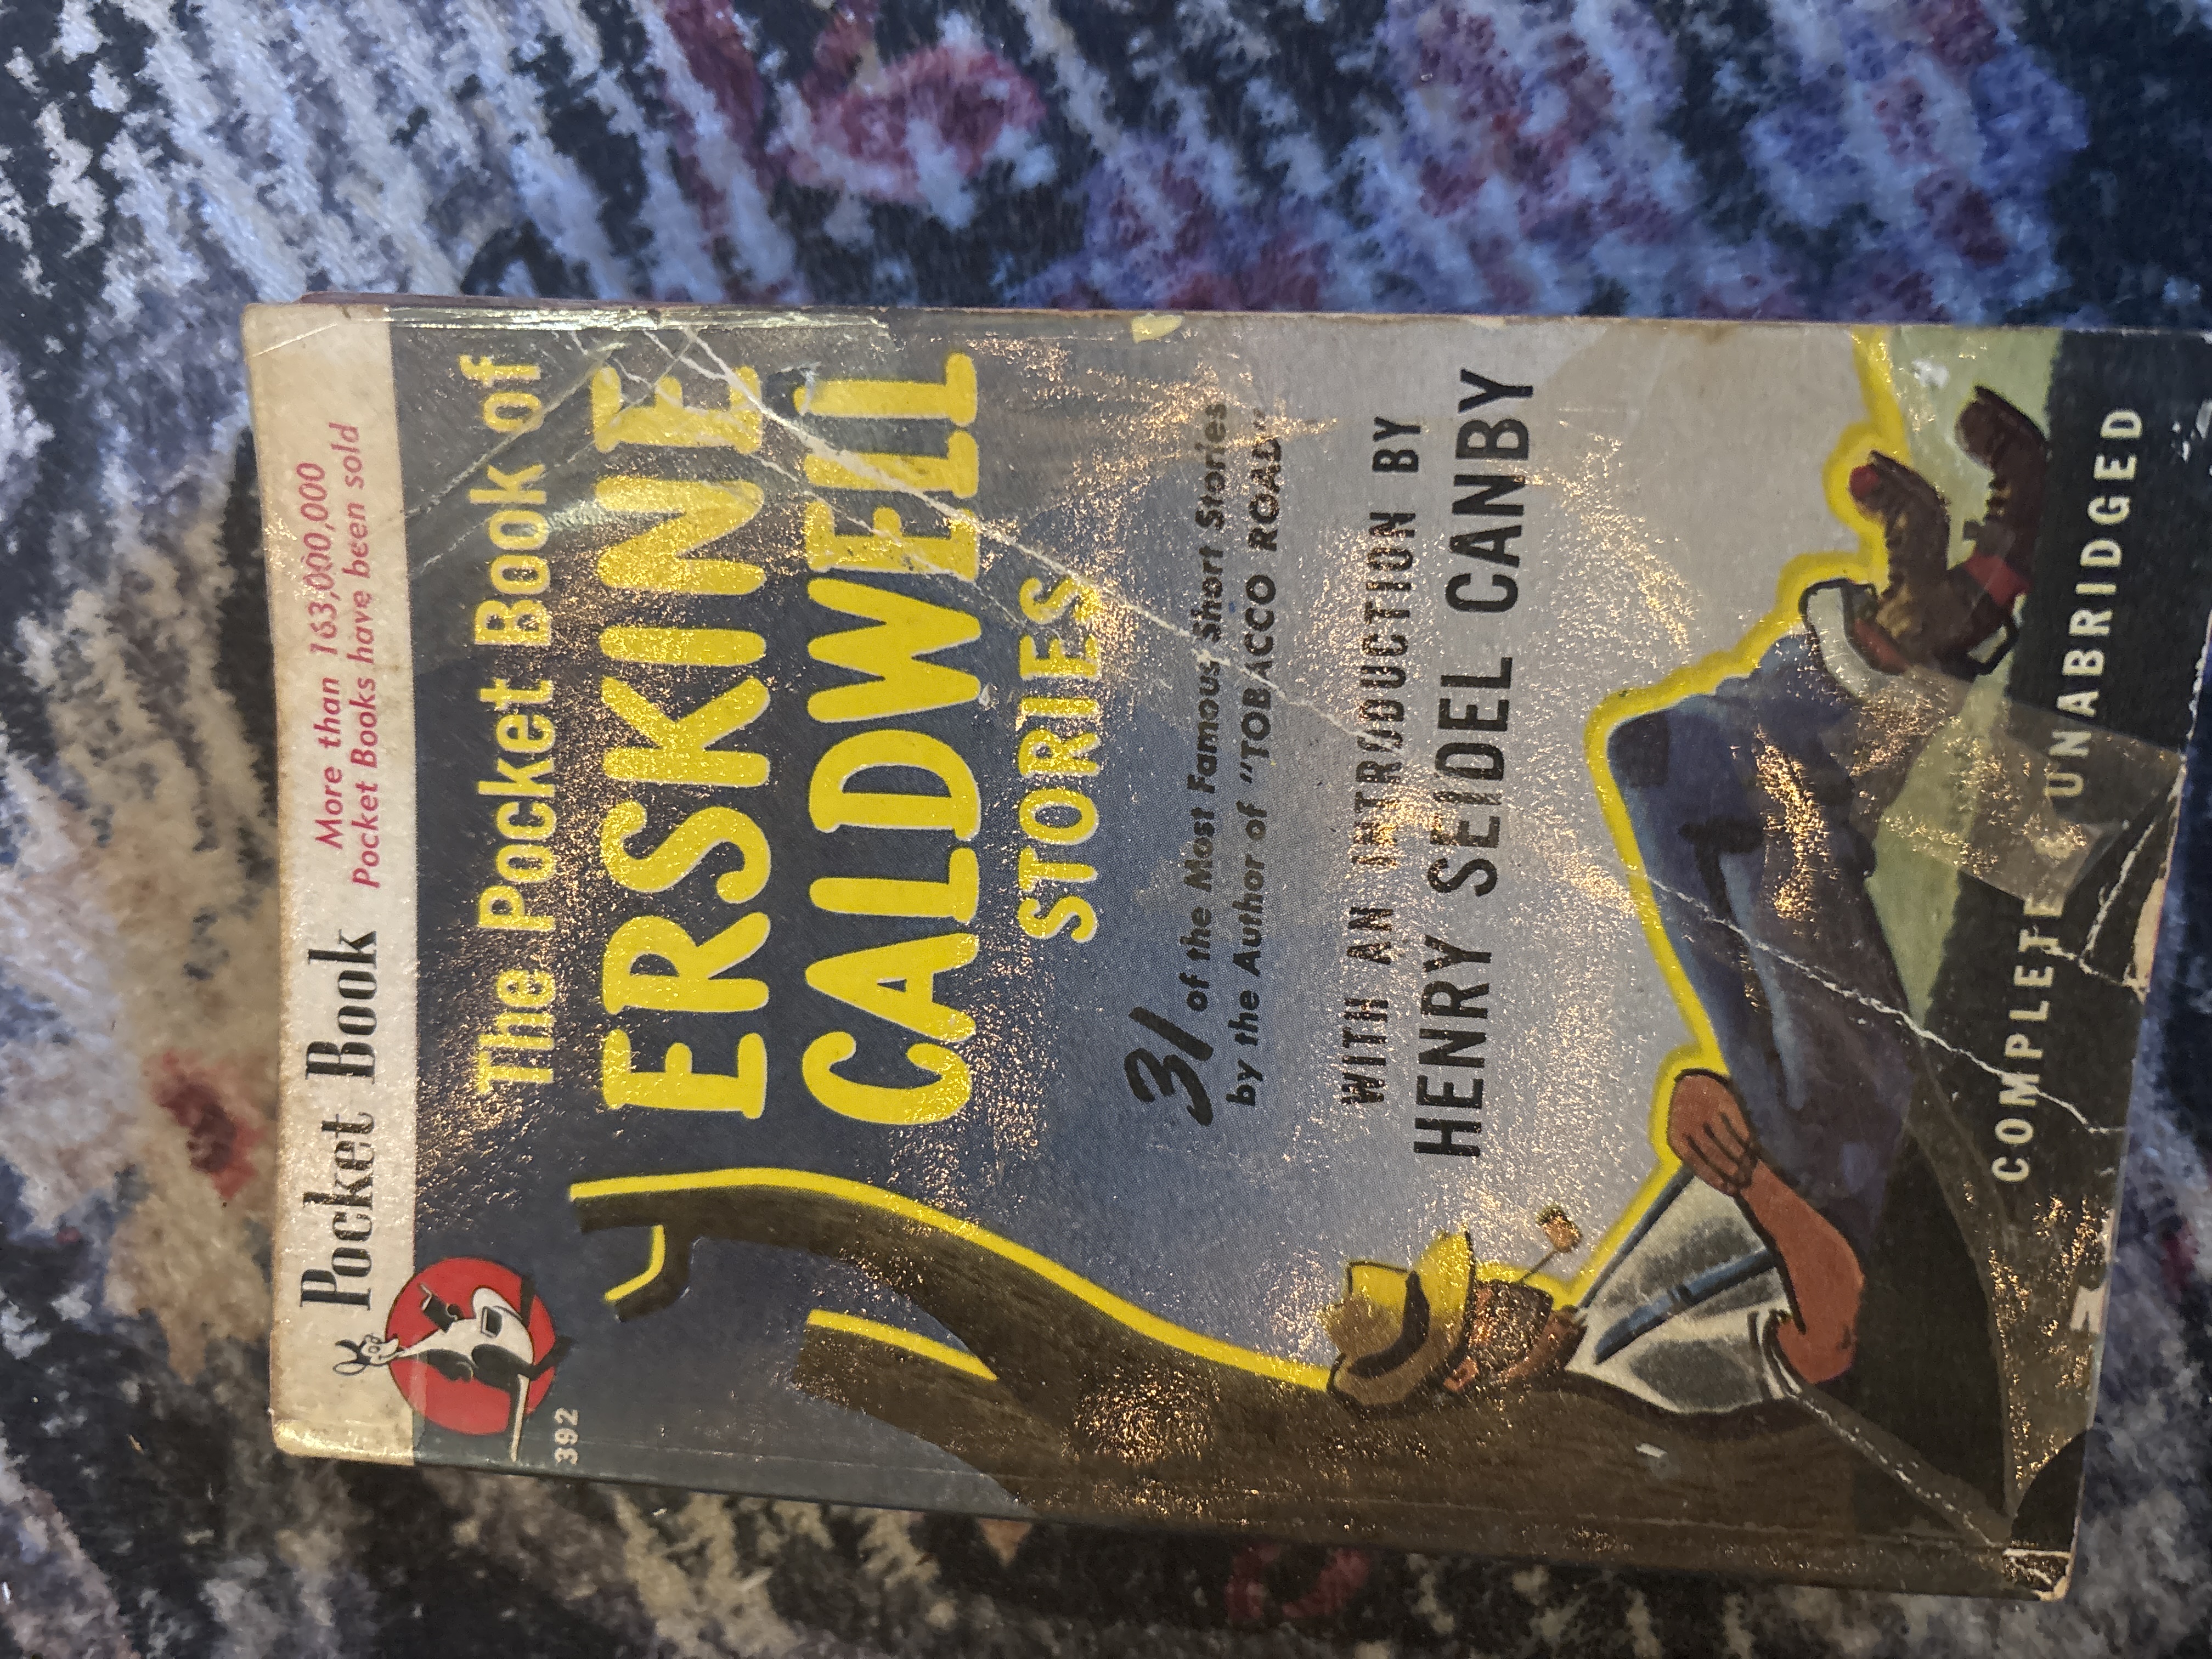 Pocket Book
More than 163,000,000
Pocket Books have been sold
392
The Pocket Book of
ERSKINE
CALDWELL
STORIES
31 of the Most Famous Short Stories
by the Author of "TOBACCO ROAD"
WITH AN INTRODUCTION BY
HENRY SEIDEL CANBY
COMPLETE UNABRIDGED